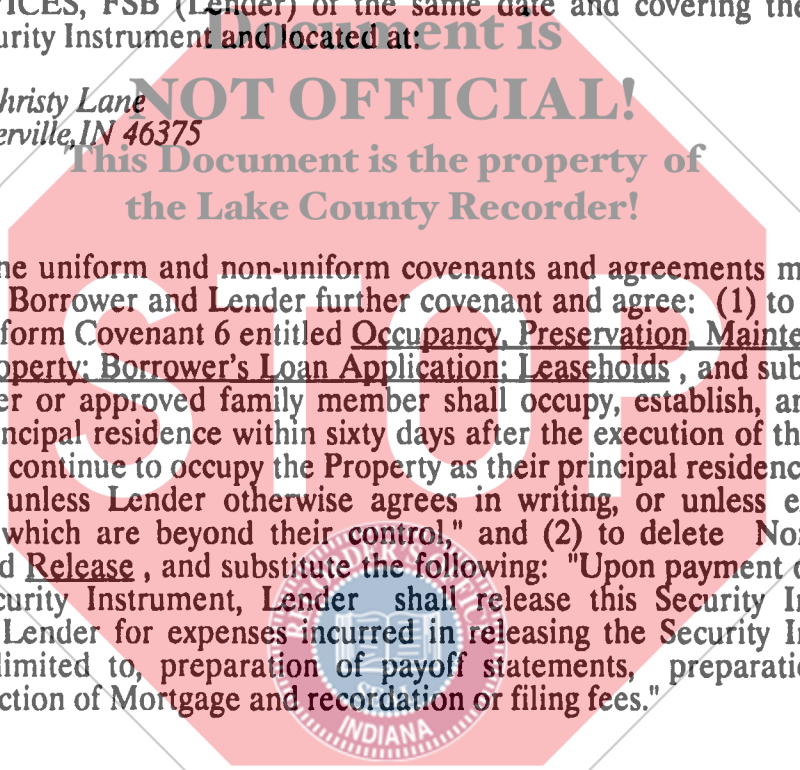 VICES, FSB (Lender) of the same date and covering the
urity Instrument and located at:
Document is
NOT OFFICIAL!
hristy Lane
erville, IN 46375
This Document is the property of
the Lake County Recorder!
ne uniform and non-uniform covenants and agreements m
Borrower and Lender further covenant and agree: (1) to
form Covenant 6 entitled Occupancy, Preservation, Mainte
operty; Borrower's Loan Application; Leaseholds , and sub
er or approved family member shall occupy, establish, an
ncipal residence within sixty days after the execution of th
continue to occupy the Property as their principal residenc
unless Lender otherwise agrees in writing, or unless e
which are beyond their control," and (2) to delete No
d Release , and substitute the following: "Upon payment o
curity Instrument, Lender shall release this Security I
Lender for expenses incurred in releasing the Security I
limited to, preparation of payoff statements, preparatio
ction of Mortgage and recordation or filing fees."
STOP
SEAL
INDIANA